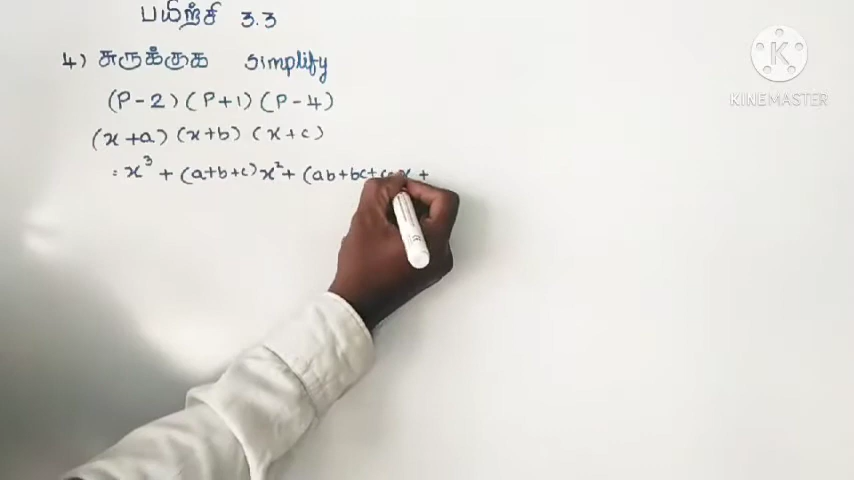 பயிற்சி 3.3
4) சுருக்குக simplify
(P-2)(P+1)(P-4)
(x+a)(x+b)(x+c)
= x³ + (a+b+c)x² + (ab+bc+ x +
K
KINEMASTER